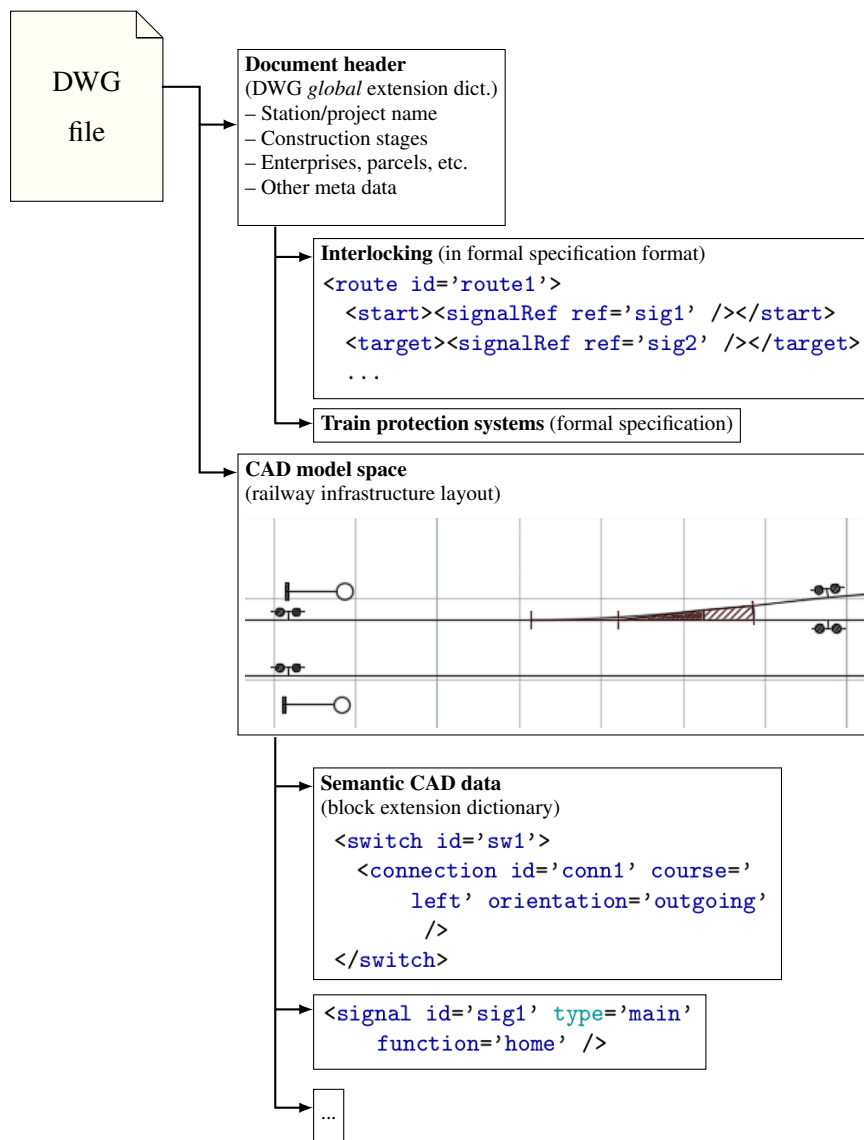 DWG
file
Document header
(DWG global extension dict.)
– Station/project name
– Construction stages
– Enterprises, parcels, etc.
– Other meta data
Interlocking (in formal specification format)
<route id=’route1’>
<start><signalRef ref=’sig1’ /></start>
<target><signalRef ref=’sig2’ /></target>
...
Train protection systems (formal specification)
CAD model space
(railway infrastructure layout)
Semantic CAD data
(block extension dictionary)
<switch id=’sw1’>
<connection id=’conn1’ course=’
left’ orientation=’outgoing’
/>
</switch>
<signal id=’sig1’ type=’main’
function=’home’ />
...